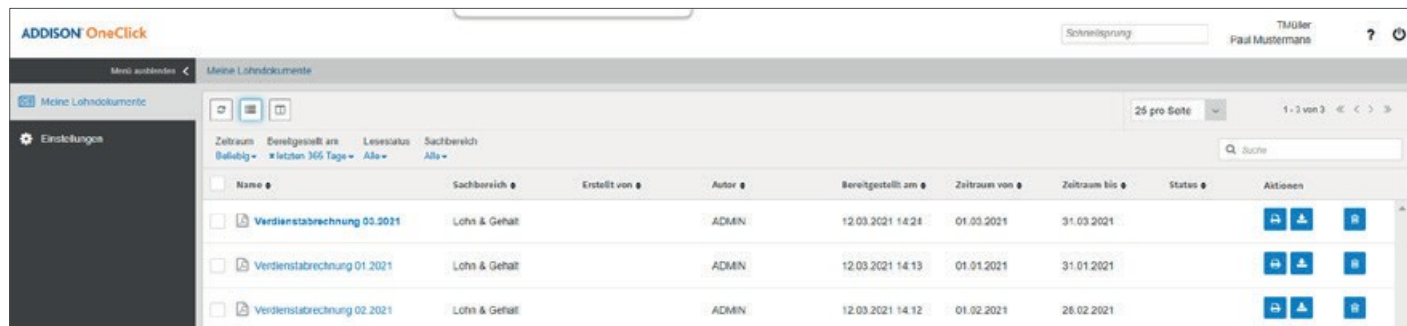 ADDISON OneClick
Schnellsprung
TMüller
Paul Mustermann
?
Menü ausblenden
Meine Lohndokumente
Meine Lohndokumente
Einstellungen
25 pro Seite
1 - 3 von 3 « < > »
Zeitraum Bereitgestellt am Lesestatus Sachbereich
Beliebig letzten 365 Tage Alle Alle
Suche
Name Sachbereich Erstellt von Autor Bereitgestellt am Zeitraum von Zeitraum bis Status Aktionen
Verdienstabrechnung 03.2021 Lohn & Gehalt ADMIN 12.03.2021 14:24 01.03.2021 31.03.2021
Verdienstabrechnung 01.2021 Lohn & Gehalt ADMIN 12.03.2021 14:13 01.01.2021 31.01.2021
Verdienstabrechnung 02.2021 Lohn & Gehalt ADMIN 12.03.2021 14:12 01.02.2021 28.02.2021